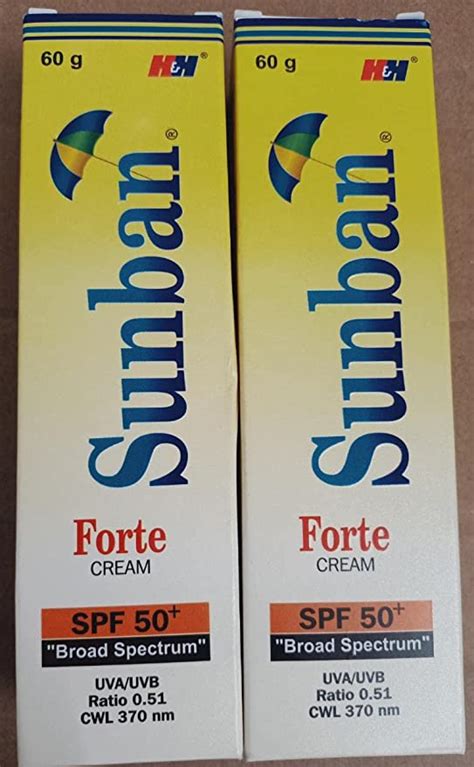 60 g H&H®
Sunban®
Forte
CREAM
SPF 50+
"Broad Spectrum"
UVA/UVB
Ratio 0.51
CWL 370 nm
60 g H&H®
Sunban®
Forte
CREAM
SPF 50+
"Broad Spectrum"
UVA/UVB
Ratio 0.51
CWL 370 nm